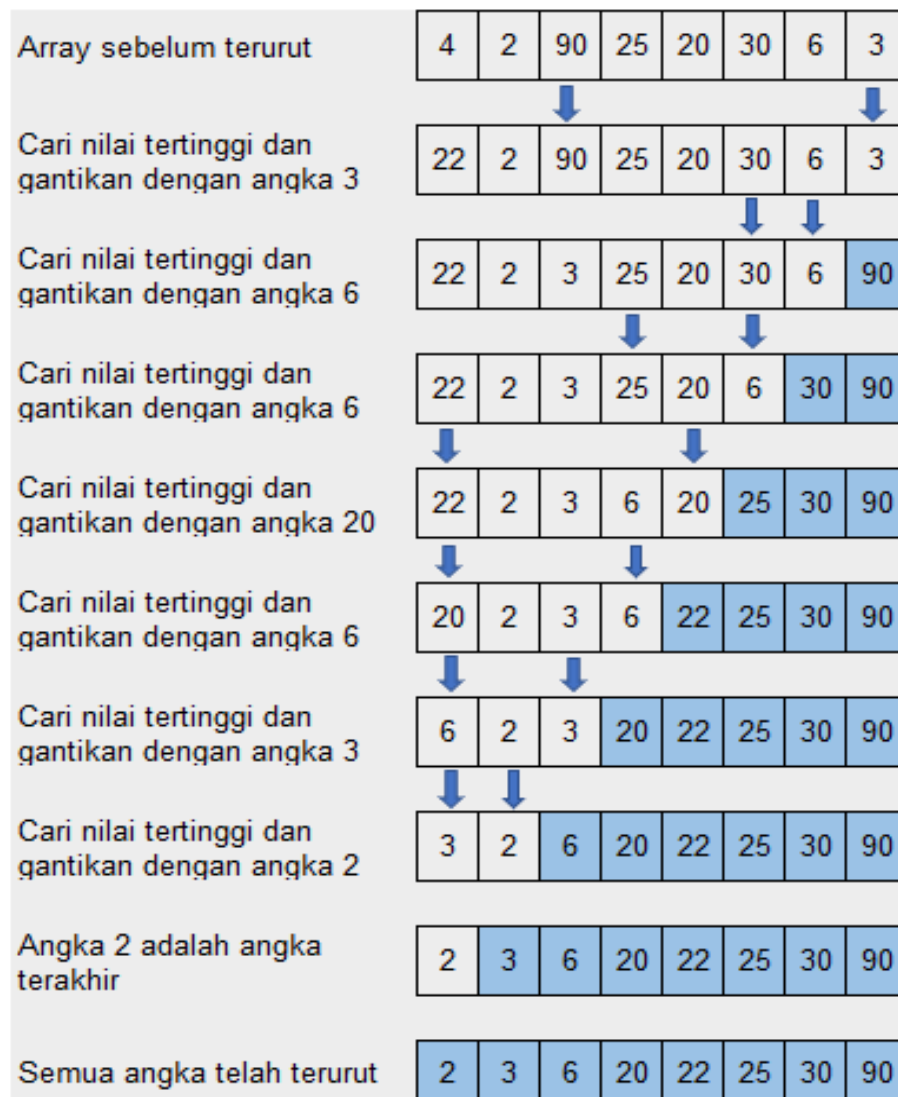 Array sebelum terurut
4 2 90 25 20 30 6 3
Cari nilai tertinggi dan
gantikan dengan angka 3
22 2 90 25 20 30 6 3
Cari nilai tertinggi dan
gantikan dengan angka 6
22 2 3 25 20 30 6 90
Cari nilai tertinggi dan
gantikan dengan angka 6
22 2 3 25 20 6 30 90
Cari nilai tertinggi dan
gantikan dengan angka 20
22 2 3 6 20 25 30 90
Cari nilai tertinggi dan
gantikan dengan angka 6
20 2 3 6 22 25 30 90
Cari nilai tertinggi dan
gantikan dengan angka 3
6 2 3 20 22 25 30 90
Cari nilai tertinggi dan
gantikan dengan angka 2
3 2 6 20 22 25 30 90
Angka 2 adalah angka
terakhir
2 3 6 20 22 25 30 90
Semua angka telah terurut
2 3 6 20 22 25 30 90